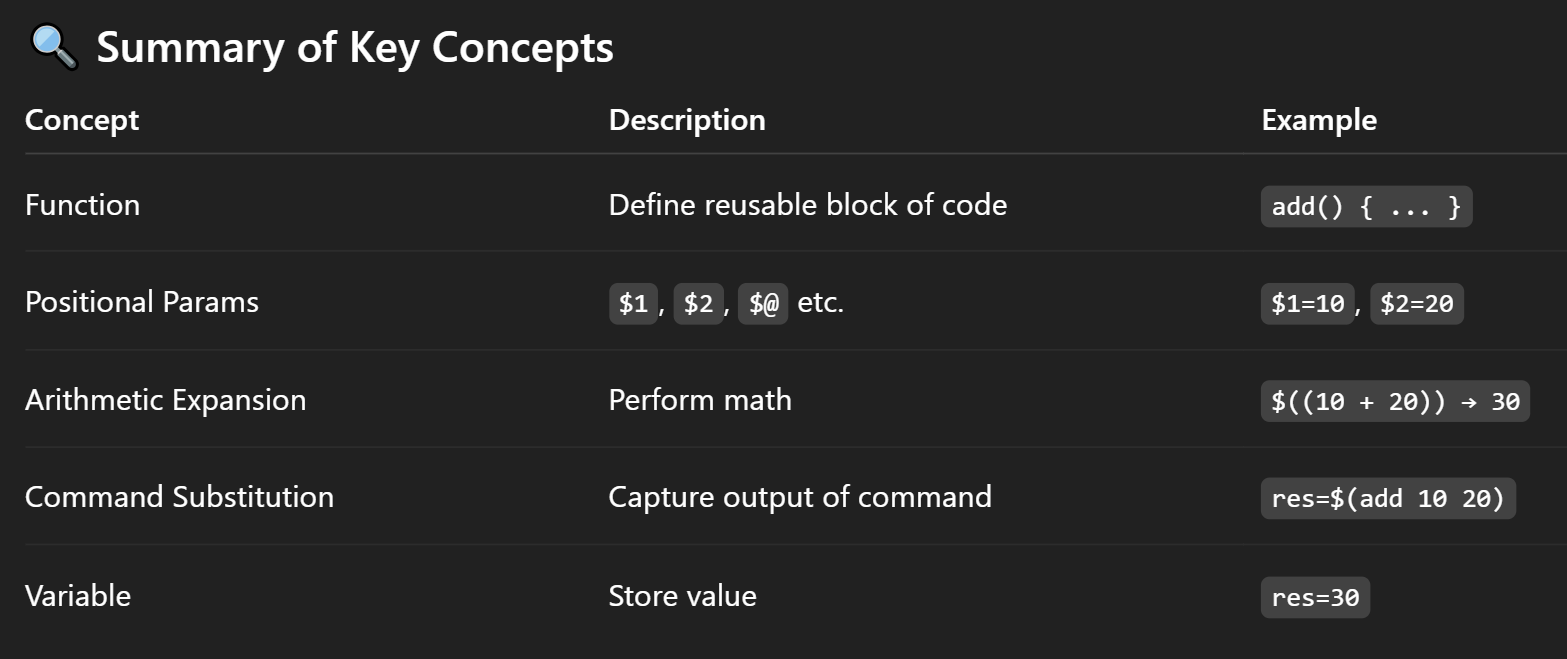 🔍 Summary of Key Concepts
Concept Description Example
Function Define reusable block of code add() { ... }
Positional Params $1, $2, $@ etc. $1=10, $2=20
Arithmetic Expansion Perform math $((10 + 20)) → 30
Command Substitution Capture output of command res=$(add 10 20)
Variable Store value res=30